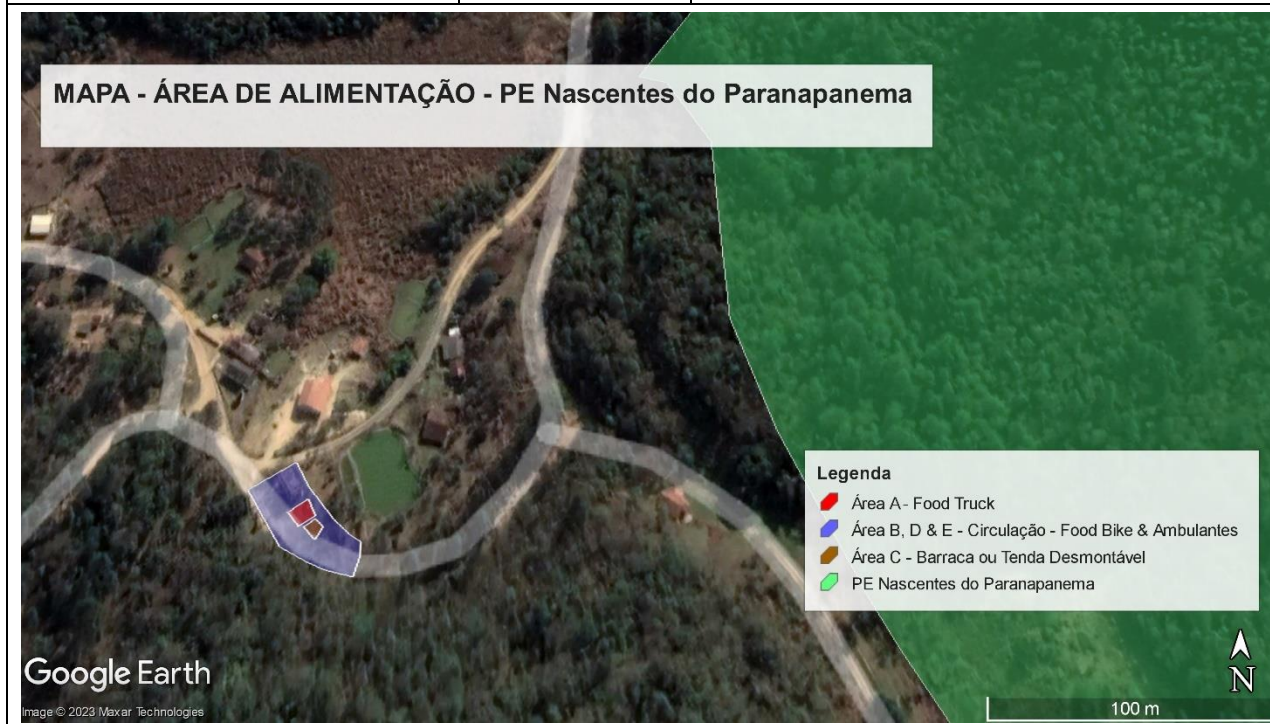 MAPA - ÁREA DE ALIMENTAÇÃO - PE Nascentes do Paranapanema
Legenda
Área A - Food Truck
Área B, D & E - Circulação - Food Bike & Ambulantes
Área C - Barraca ou Tenda Desmontável
PE Nascentes do Paranapanema
Google Earth
Image © 2023 Maxar Technologies
N
100 m